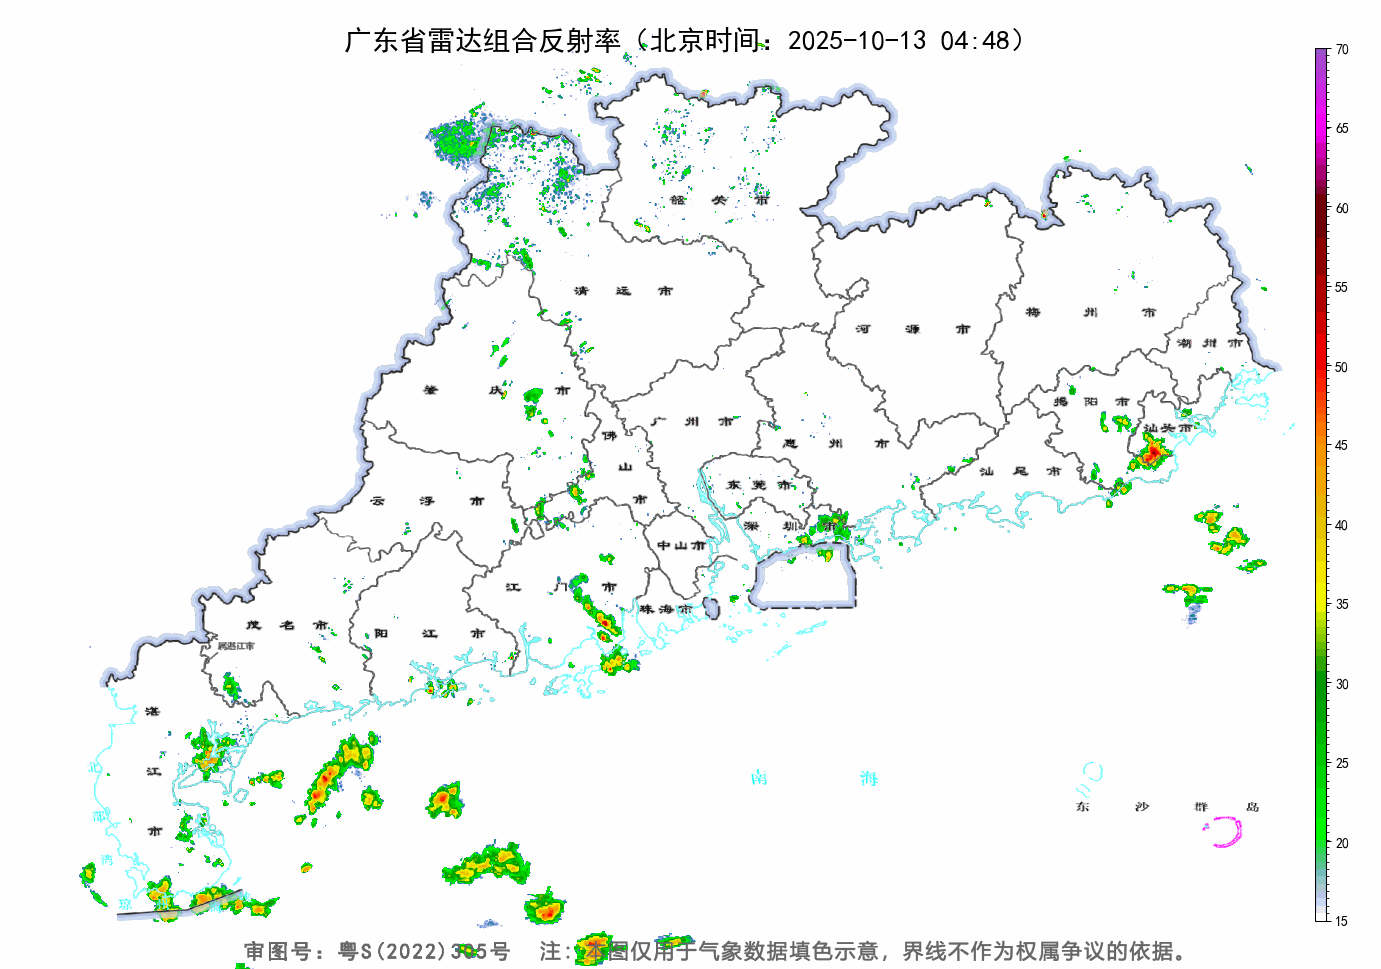 广东省雷达组合反射率（北京时间：2025-10-13 04:48）
70
65
60
55
50
45
40
35
30
25
20
15
韶关市
清远市
河源市
梅州市
潮州市
肇庆市
广州市
佛山市
惠州市
揭阳市
汕头市
汕尾市
东莞市
云浮市
深圳市
中山市
江门市
珠海市
茂名市
阳江市
属湛江市
湛江市
北部湾
南海
东沙群岛
琼
审图号：粤S(2022)305号 注：本图仅用于气象数据填色示意，界线不作为权属争议的依据。